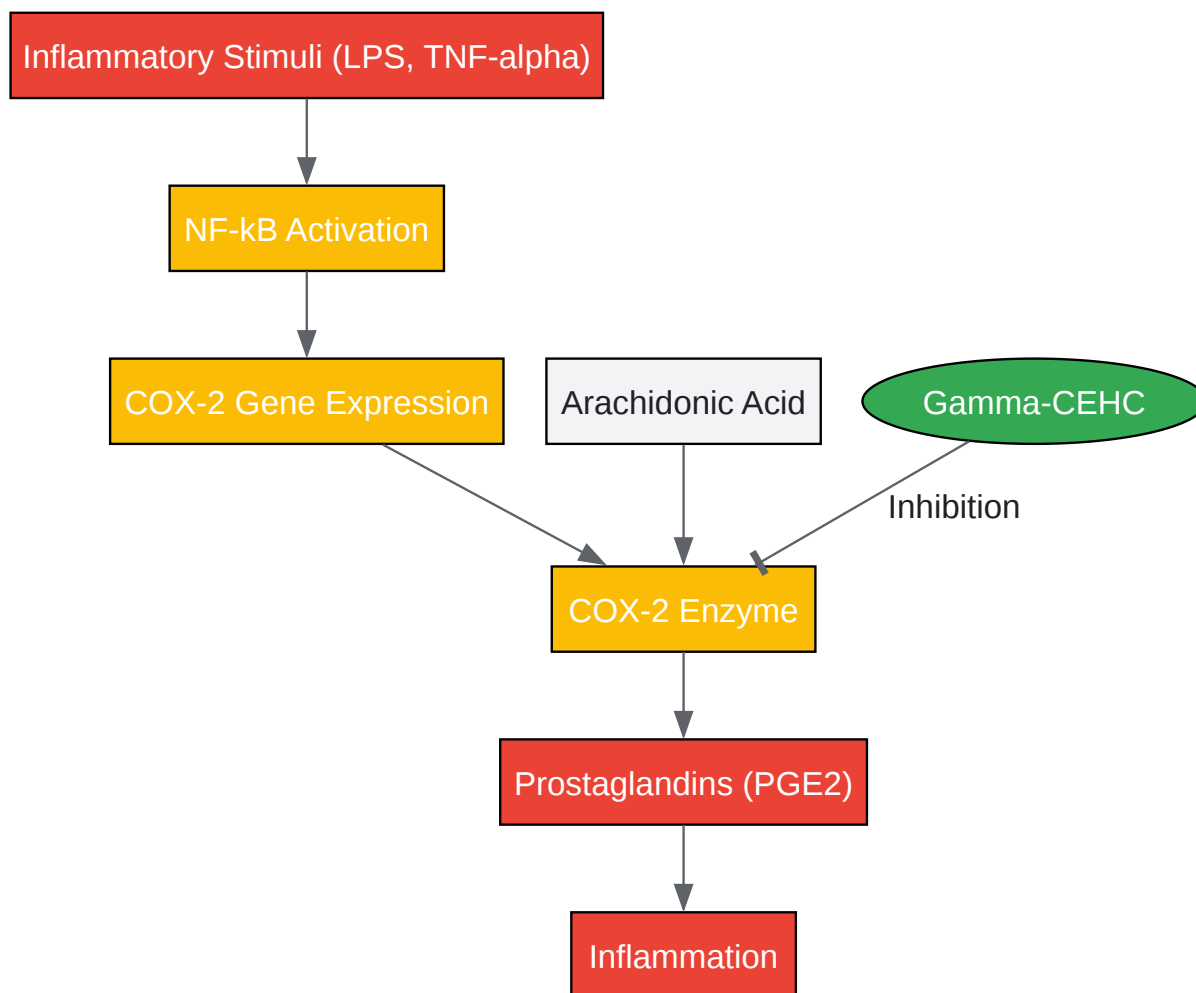 Inflammatory Stimuli (LPS, TNF-alpha)
NF-kB Activation
COX-2 Gene Expression
Arachidonic Acid
Gamma-CEHC
Inhibition
COX-2 Enzyme
Prostaglandins (PGE2)
Inflammation